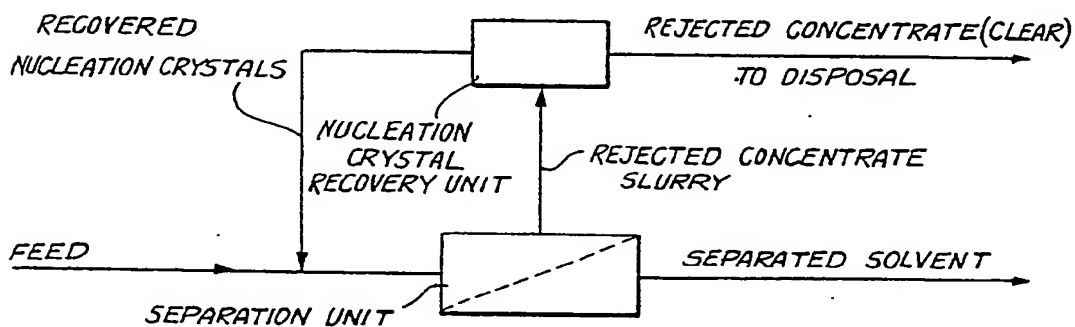 RECOVERED
NUCLEATION CRYSTALS
REJECTED CONCENTRATE (CLEAR)
TO DISPOSAL
NUCLEATION
CRYSTAL
RECOVERY UNIT
REJECTED CONCENTRATE
SLURRY
FEED
SEPARATED SOLVENT
SEPARATION UNIT